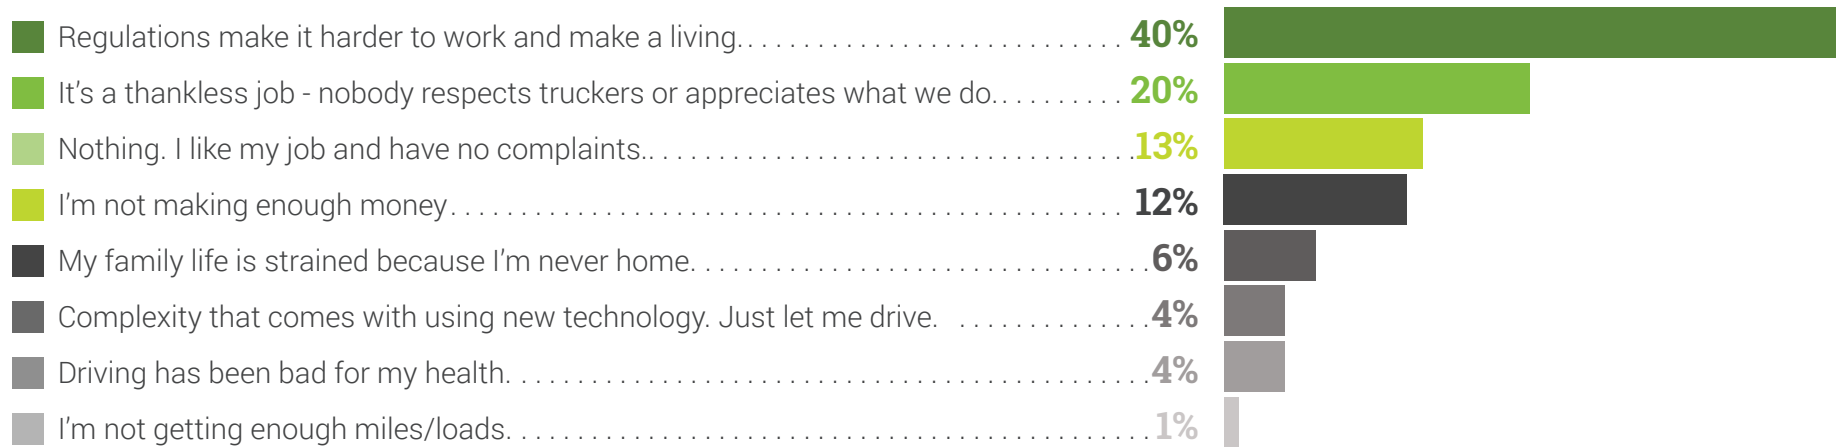 Regulations make it harder to work and make a living. . . . . . . . . . . . . . . . . . . . . . . . . . . . 40%
It's a thankless job - nobody respects truckers or appreciates what we do. . . . . . . . . . 20%
Nothing. I like my job and have no complaints. . . . . . . . . . . . . . . . . . . . . . . . . . . . . . . . . . . 13%
I'm not making enough money . . . . . . . . . . . . . . . . . . . . . . . . . . . . . . . . . . . . . . . . . . . . . . . . 12%
My family life is strained because I'm never home. . . . . . . . . . . . . . . . . . . . . . . . . . . . . . . . . 6%
Complexity that comes with using new technology. Just let me drive. . . . . . . . . . . . . . . 4%
Driving has been bad for my health. . . . . . . . . . . . . . . . . . . . . . . . . . . . . . . . . . . . . . . . . . . . . . 4%
I'm not getting enough miles/loads. . . . . . . . . . . . . . . . . . . . . . . . . . . . . . . . . . . . . . . . . . . . . . 1%